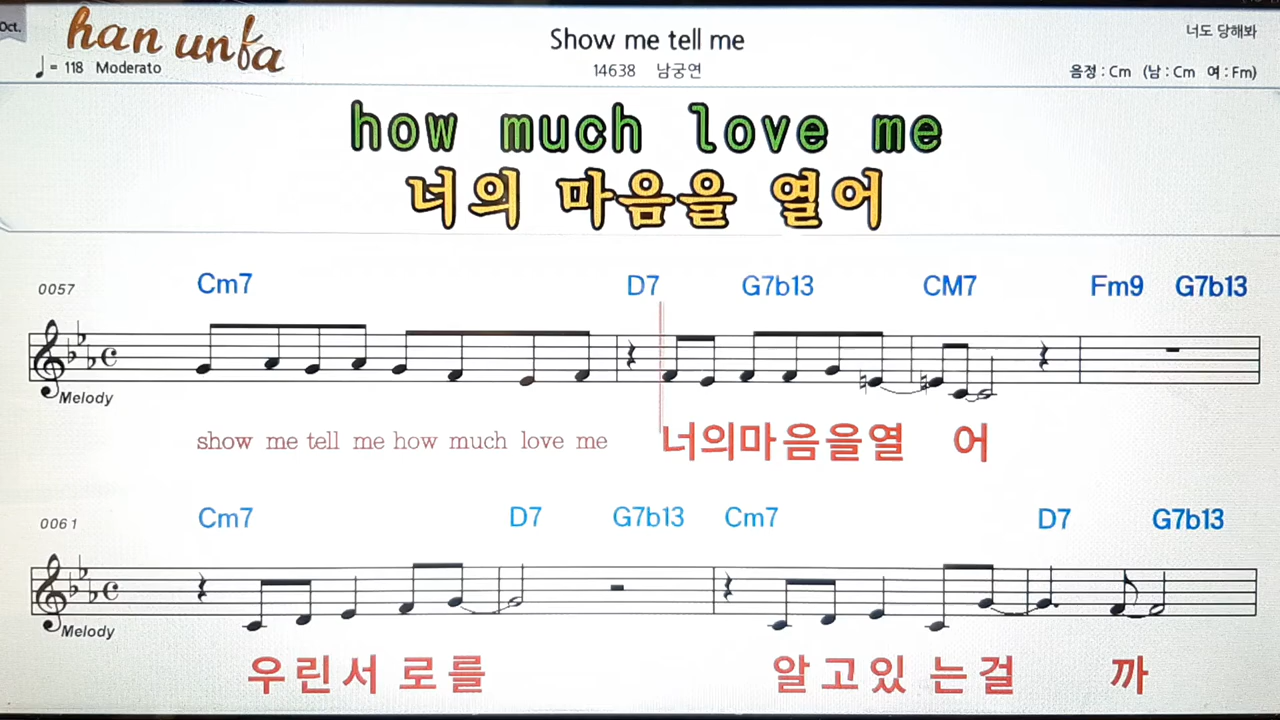 Oct.
han unfa
Show me tell me
너도 당해봐
♩ = 118 Moderato
14638 남궁연
음정 : Cm (남 : Cm 여 : Fm)
how much love me
너의 마음을 열어
0057 Cm7 D7 G7b13 CM7 Fm9 G7b13
Melody
show me tell me how much love me 너의마음을열 어
0061 Cm7 D7 G7b13 Cm7 D7 G7b13
Melody
우린서 로를 알고있 는걸 까